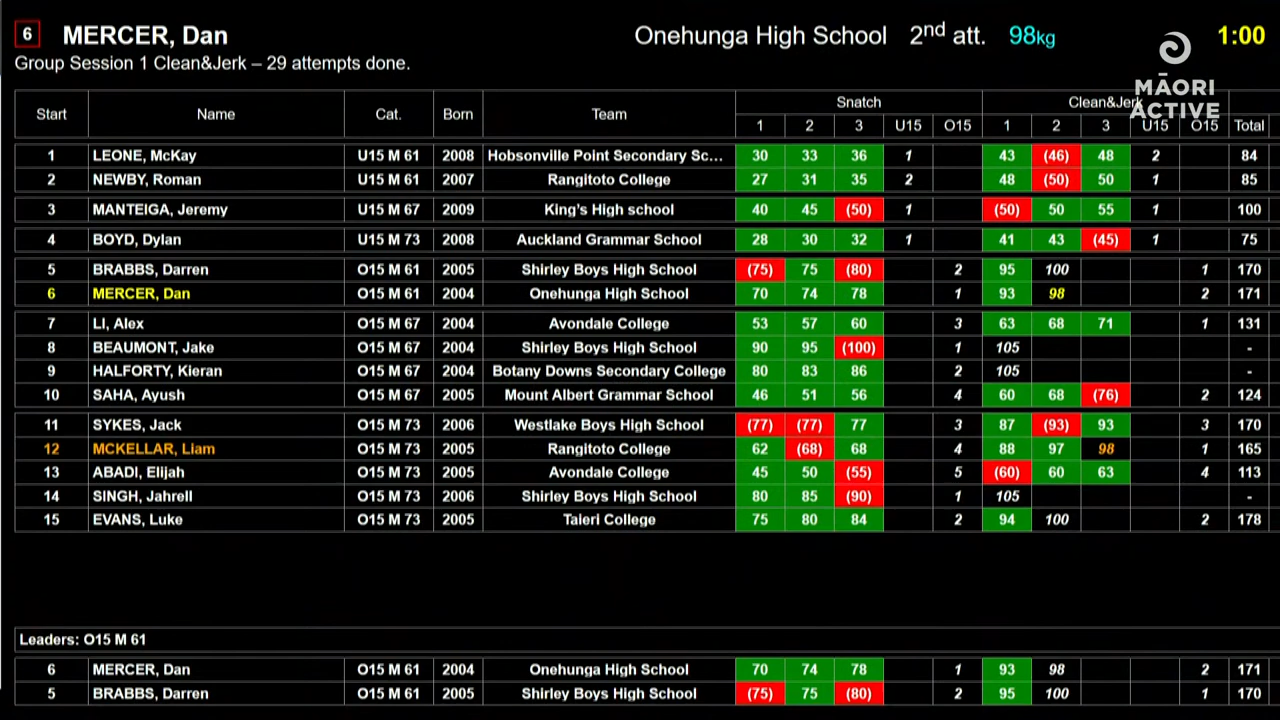 6 MERCER, Dan Onehunga High School 2nd att. 98kg 1:00
Group Session 1 Clean&Jerk – 29 attempts done.
MĀORI
ACTIVE
Start Name Cat. Born Team Snatch Clean&Jerk
1 2 3 U15 O15 1 2 3 U15 O15 Total
1 LEONE, McKay U15 M 61 2008 Hobsonville Point Secondary Sc… 30 33 36 1 43 (46) 48 2 84
2 NEWBY, Roman U15 M 61 2007 Rangitoto College 27 31 35 2 48 (50) 50 1 85
3 MANTEIGA, Jeremy U15 M 67 2009 King's High school 40 45 (50) 1 (50) 50 55 1 100
4 BOYD, Dylan U15 M 73 2008 Auckland Grammar School 28 30 32 1 41 43 (45) 1 75
5 BRABBS, Darren O15 M 61 2005 Shirley Boys High School (75) 75 (80) 2 95 100 1 170
6 MERCER, Dan O15 M 61 2004 Onehunga High School 70 74 78 1 93 98 2 171
7 LI, Alex O15 M 67 2004 Avondale College 53 57 60 3 63 68 71 1 131
8 BEAUMONT, Jake O15 M 67 2004 Shirley Boys High School 90 95 (100) 1 105 -
9 HALFORTY, Kieran O15 M 67 2004 Botany Downs Secondary College 80 83 86 2 105 -
10 SAHA, Ayush O15 M 67 2005 Mount Albert Grammar School 46 51 56 4 60 68 (76) 2 124
11 SYKES, Jack O15 M 73 2006 Westlake Boys High School (77) (77) 77 3 87 (93) 93 3 170
12 MCKELLAR, Liam O15 M 73 2005 Rangitoto College 62 (68) 68 4 88 97 98 1 165
13 ABADI, Elijah O15 M 73 2005 Avondale College 45 50 (55) 5 (60) 60 63 4 113
14 SINGH, Jahrell O15 M 73 2006 Shirley Boys High School 80 85 (90) 1 105 -
15 EVANS, Luke O15 M 73 2005 Taieri College 75 80 84 2 94 100 2 178
Leaders: O15 M 61
6 MERCER, Dan O15 M 61 2004 Onehunga High School 70 74 78 1 93 98 2 171
5 BRABBS, Darren O15 M 61 2005 Shirley Boys High School (75) 75 (80) 2 95 100 1 170